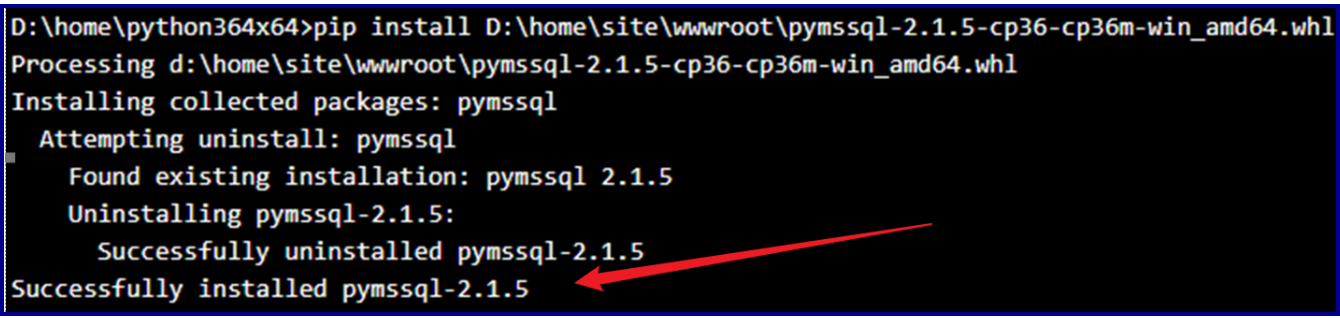 D:\home\python364x64>pip install D:\home\site\wwwroot\pymssql-2.1.5-cp36-cp36m-win_amd64.whl
Processing d:\home\site\wwwroot\pymssql-2.1.5-cp36-cp36m-win_amd64.whl
Installing collected packages: pymssql
  Attempting uninstall: pymssql
    Found existing installation: pymssql 2.1.5
    Uninstalling pymssql-2.1.5:
      Successfully uninstalled pymssql-2.1.5
Successfully installed pymssql-2.1.5